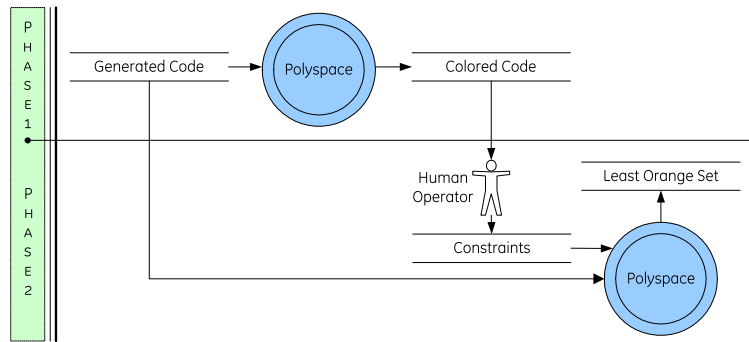 PHASE1
Generated Code
Polyspace
Colored Code
PHASE2
Human
Operator
Least Orange Set
Constraints
Polyspace